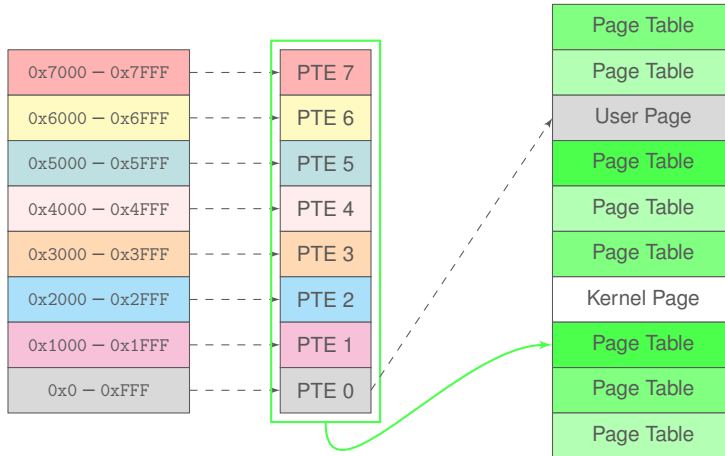 0x7000 – 0x7FFF
0x6000 – 0x6FFF
0x5000 – 0x5FFF
0x4000 – 0x4FFF
0x3000 – 0x3FFF
0x2000 – 0x2FFF
0x1000 – 0x1FFF
0x0 – 0xFFF
PTE 7
PTE 6
PTE 5
PTE 4
PTE 3
PTE 2
PTE 1
PTE 0
Page Table
Page Table
User Page
Page Table
Page Table
Page Table
Kernel Page
Page Table
Page Table
Page Table